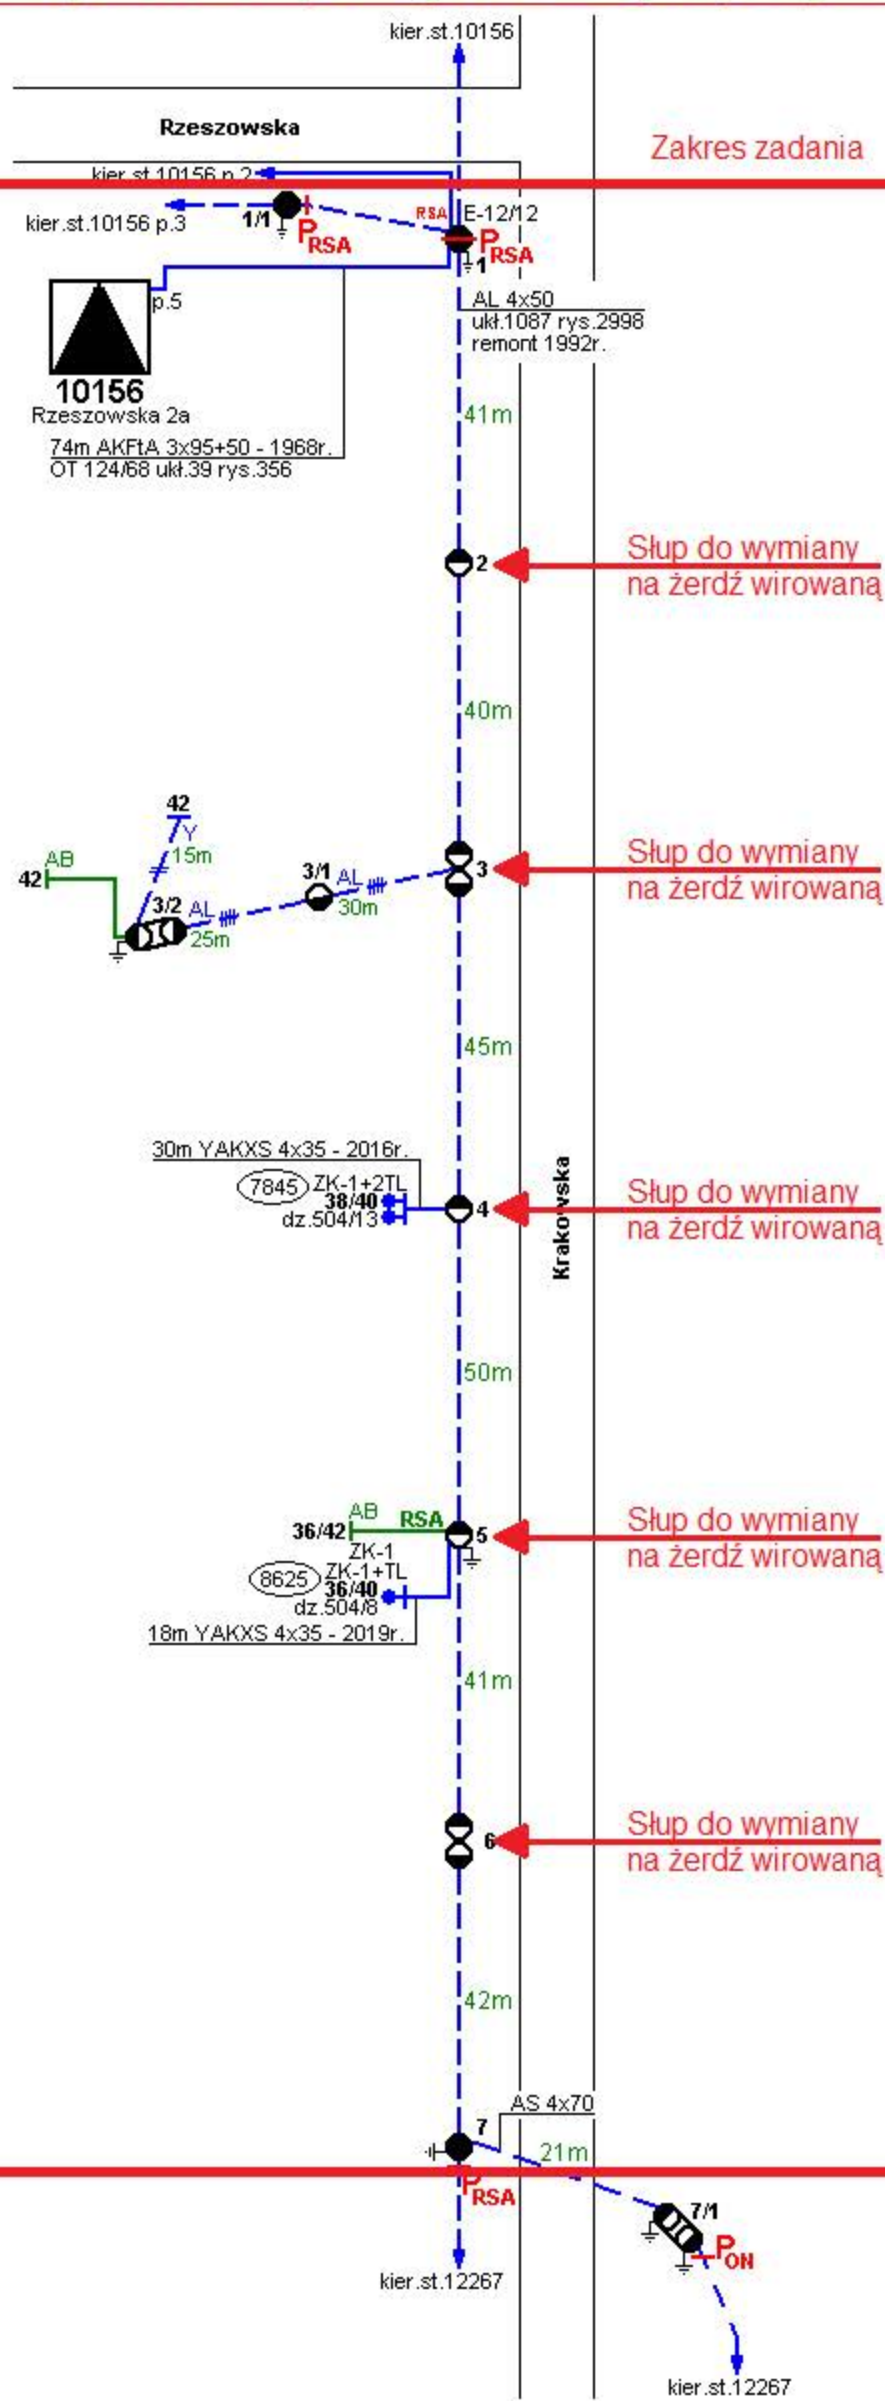 kier.st.10156
Rzeszowska
Zakres zadania
kier.st.10156 p.2
kier.st.10156 p.3
1/1
P RSA
RSA
E-12/12
P RSA
1
p.5
AL 4x50
ukł.1087 rys.2998
remont 1992r.
10156
Rzeszowska 2a
41m
74m AKFtA 3x95+50 - 1968r.
OT 124/68 ukł.39 rys.356
2
Słup do wymiany
na żerdź wirowaną
40m
42
Y
15m
AB
42
3/2
AL
25m
3/1
AL
30m
3
Słup do wymiany
na żerdź wirowaną
45m
30m YAKXS 4x35 - 2016r.
7845
ZK-1+2TL
38/40
dz.504/13
4
Krakowska
Słup do wymiany
na żerdź wirowaną
50m
AB
RSA
36/42
5
Słup do wymiany
na żerdź wirowaną
ZK-1
8625
ZK-1+TL
36/40
dz.504/8
18m YAKXS 4x35 - 2019r.
41m
6
Słup do wymiany
na żerdź wirowaną
42m
AS 4x70
7
21m
P RSA
7/1
P ON
kier.st.12267
kier.st.12267